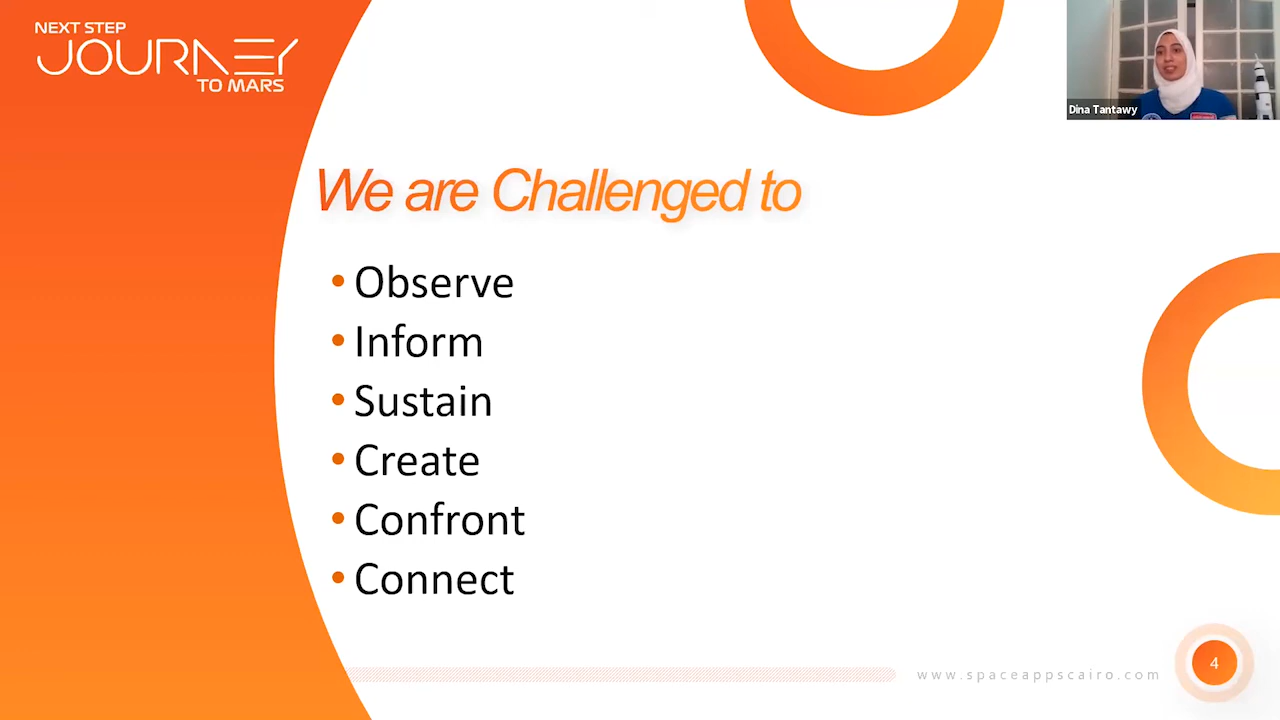 NEXT STEP
JOURNEY
TO MARS
Dina Tantawy
We are Challenged to
• Observe
• Inform
• Sustain
• Create
• Confront
• Connect
www.spaceappscairo.com
4